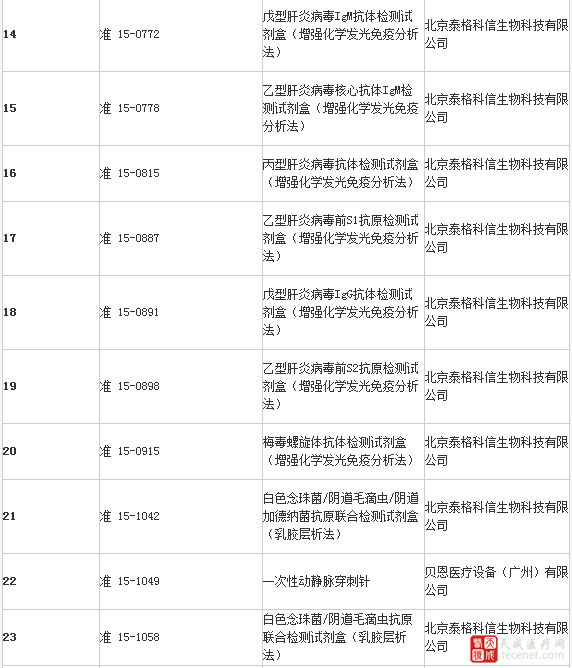 14
准 15-0772
戊型肝炎病毒IgM抗体检测试
剂盒（增强化学发光免疫分析
法）
北京泰格科信生物科技有限
公司
15
准 15-0778
乙型肝炎病毒核心抗体IgM检
测试剂盒（增强化学发光免疫
分析法）
北京泰格科信生物科技有限
公司
16
准 15-0815
丙型肝炎病毒抗体检测试剂盒
（增强化学发光免疫分析法）
北京泰格科信生物科技有限
公司
17
准 15-0887
乙型肝炎病毒前S1抗原检测试
剂盒（增强化学发光免疫分析
法）
北京泰格科信生物科技有限
公司
18
准 15-0891
戊型肝炎病毒IgG抗体检测试
剂盒（增强化学发光免疫分析
法）
北京泰格科信生物科技有限
公司
19
准 15-0898
乙型肝炎病毒前S2抗原检测试
剂盒（增强化学发光免疫分析
法）
北京泰格科信生物科技有限
公司
20
准 15-0915
梅毒螺旋体抗体检测试剂盒
（增强化学发光免疫分析法）
北京泰格科信生物科技有限
公司
21
准 15-1042
白色念珠菌/阴道毛滴虫/阴道
加德纳菌抗原联合检测试剂盒
（乳胶层析法）
北京泰格科信生物科技有限
公司
22
准 15-1049
一次性动静脉穿刺针
贝恩医疗设备（广州）有限
公司
23
准 15-1058
白色念珠菌/阴道毛滴虫抗原
联合检测试剂盒（乳胶层析
法）
北京泰格科信生物科技有限
公司
天成医疗网
tecenet.com